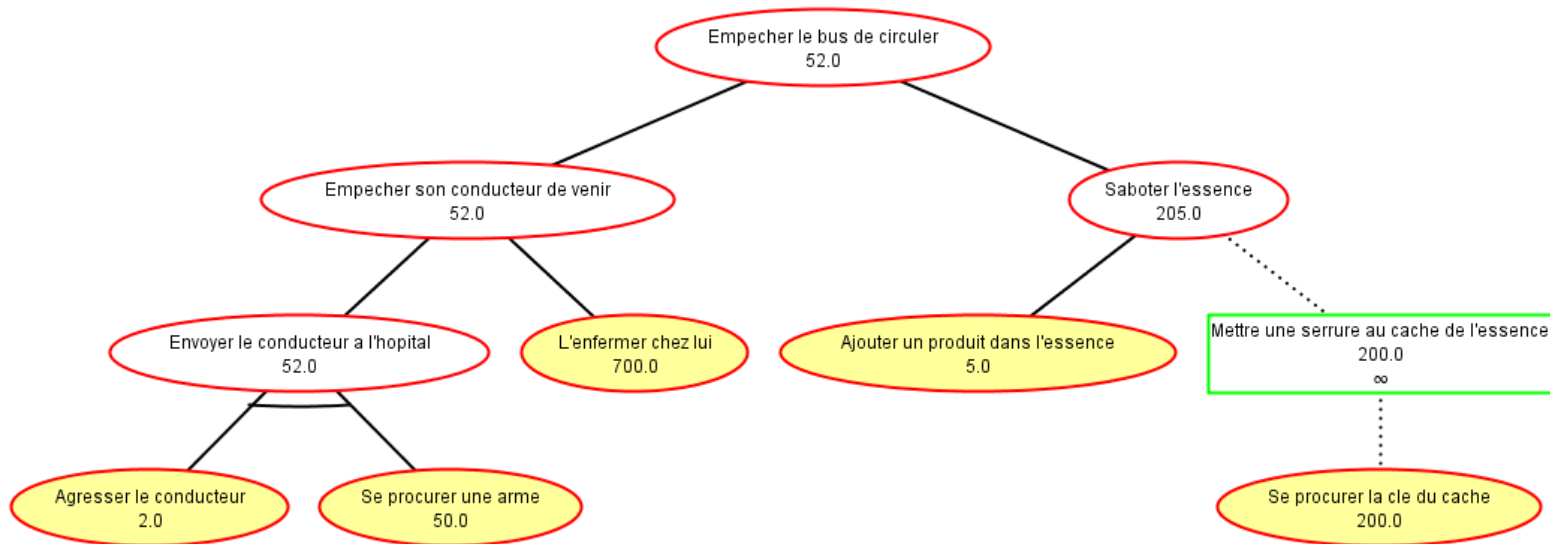 Empecher le bus de circuler
52.0
Empecher son conducteur de venir
52.0
Saboter l'essence
205.0
Envoyer le conducteur a l'hopital
52.0
L'enfermer chez lui
700.0
Ajouter un produit dans l'essence
5.0
Mettre une serrure au cache de l'essence
200.0
∞
Agresser le conducteur
2.0
Se procurer une arme
50.0
Se procurer la cle du cache
200.0